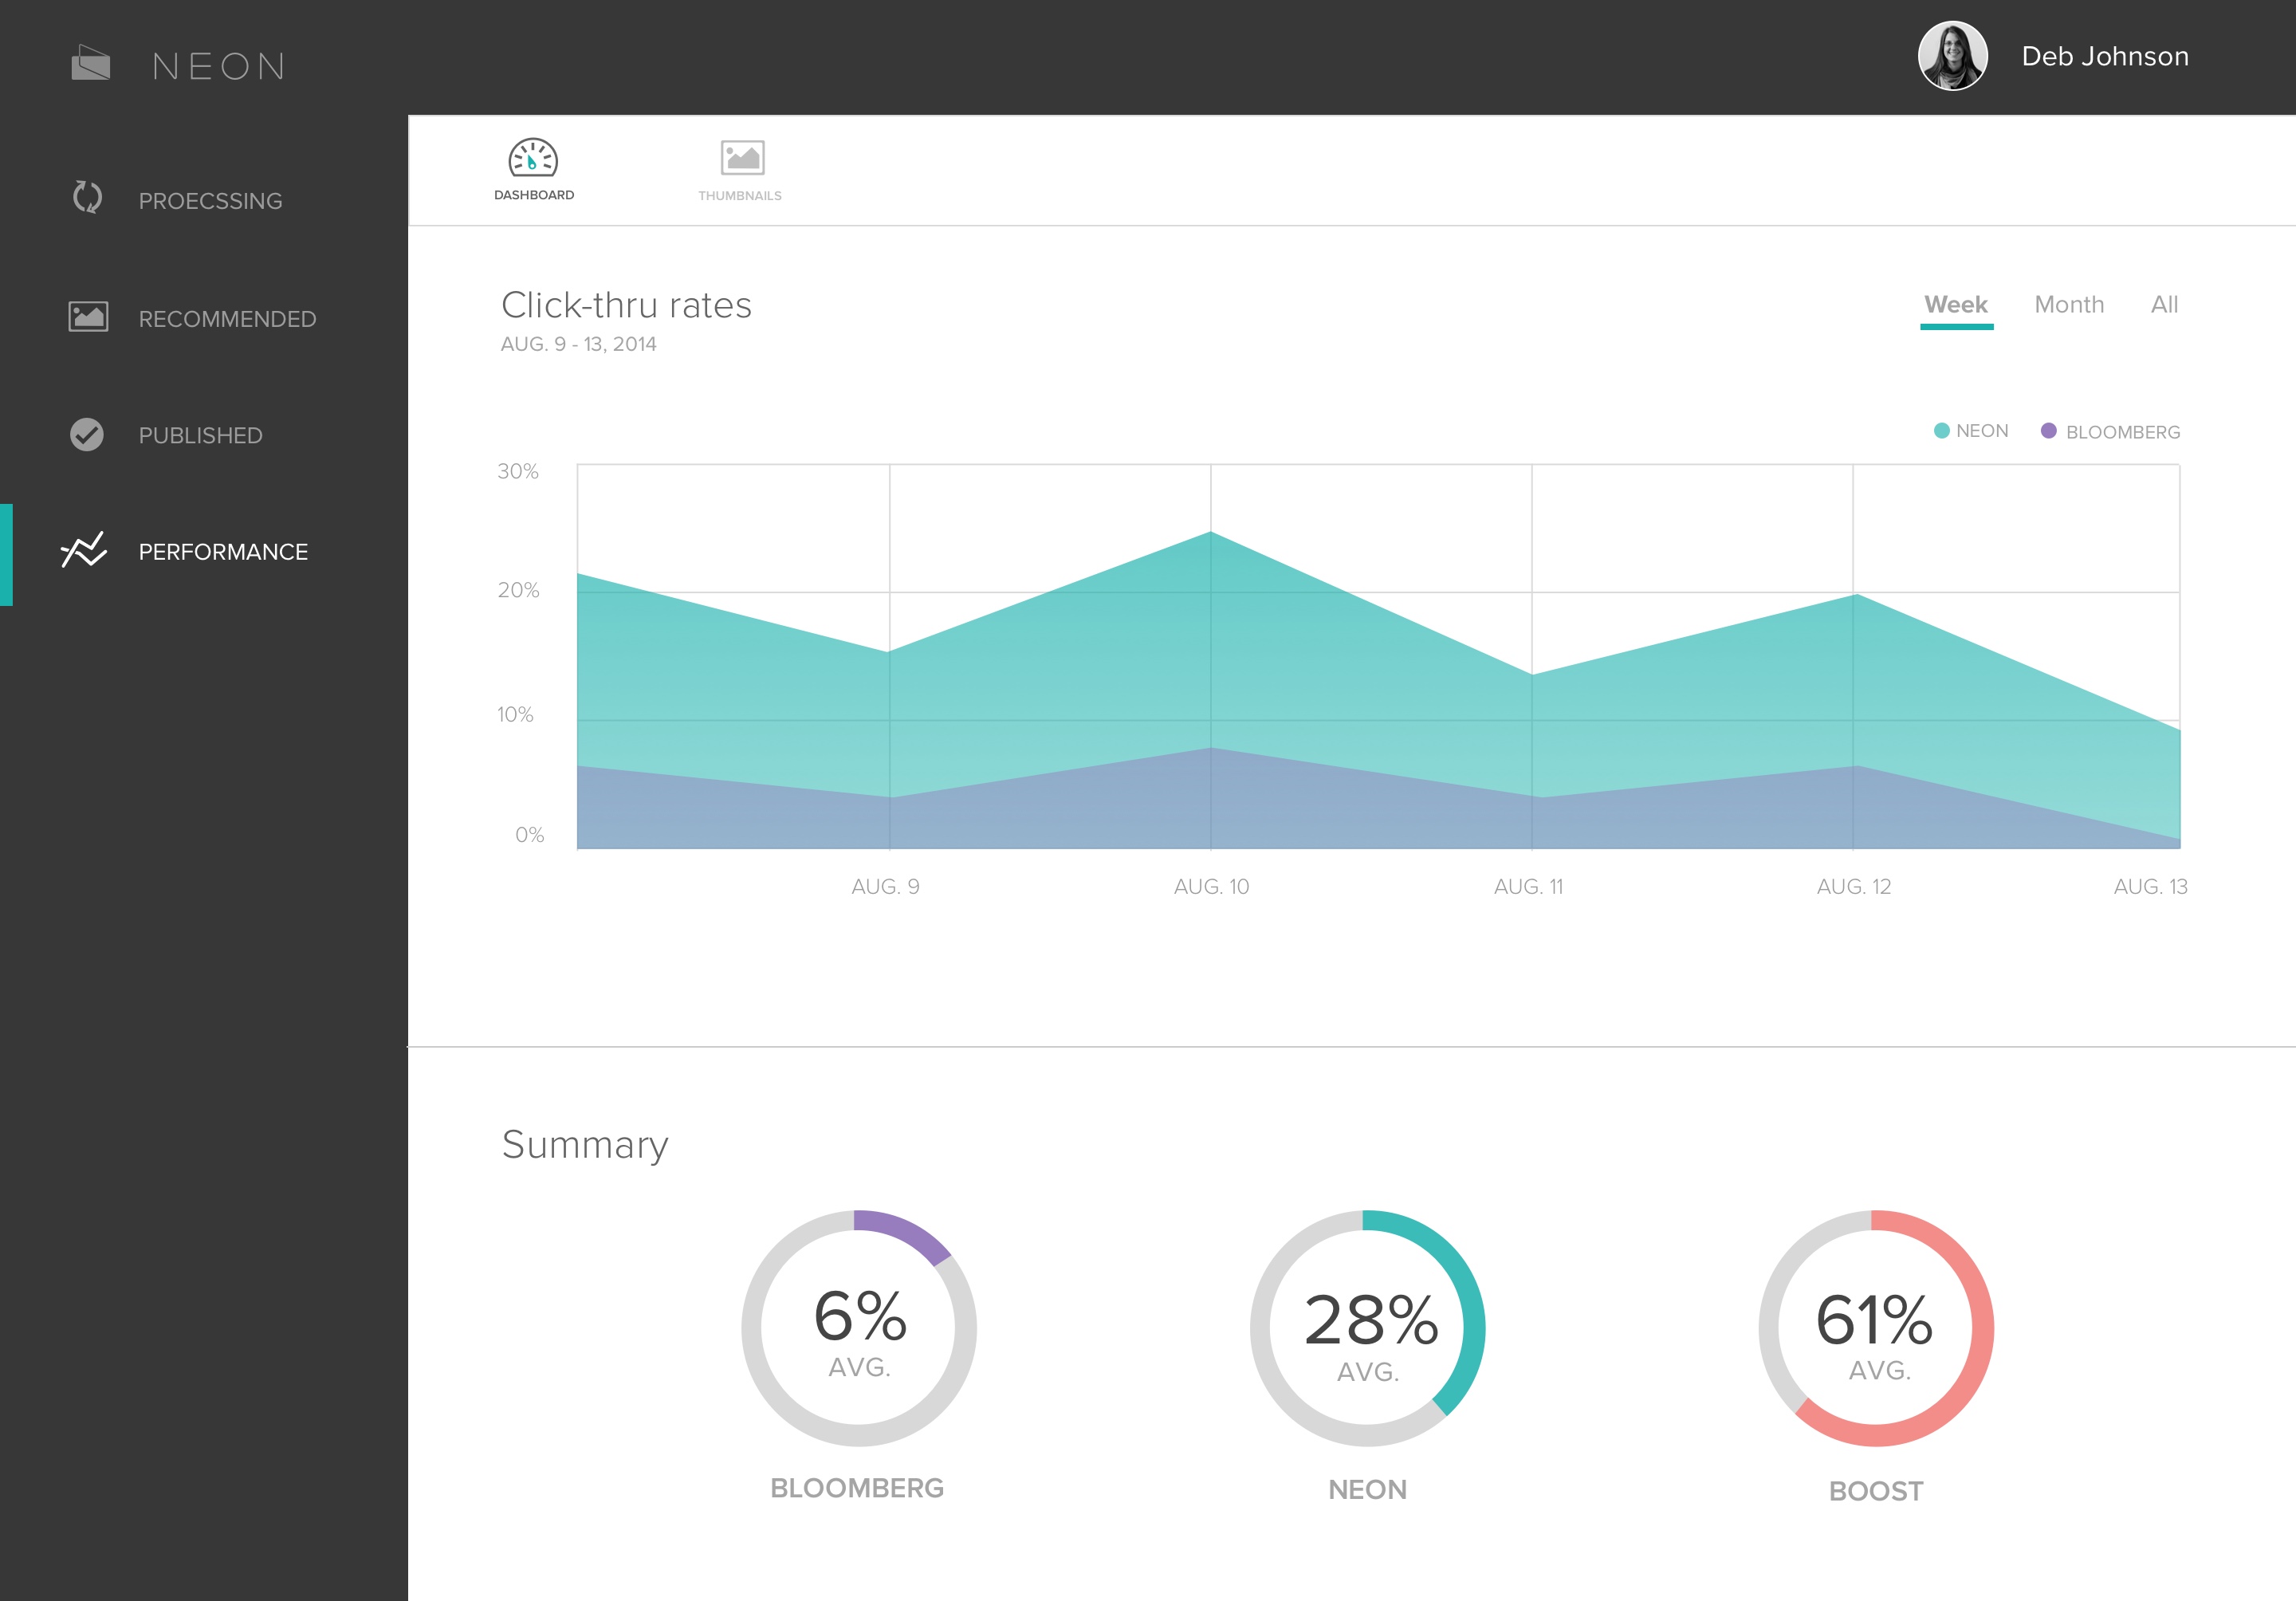 NEON
Deb Johnson
DASHBOARD
THUMBNAILS
PROECSSING
RECOMMENDED
PUBLISHED
PERFORMANCE
Click-thru rates
AUG. 9 - 13, 2014
Week Month All
NEON BLOOMBERG
30%
20%
10%
0%
AUG. 9 AUG. 10 AUG. 11 AUG. 12 AUG. 13
Summary
6%
AVG.
BLOOMBERG
28%
AVG.
NEON
61%
AVG.
BOOST